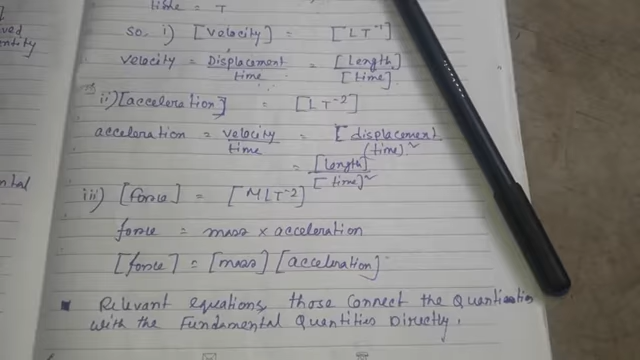 time = T
so, i) [velocity] = [LT⁻¹]
velocity = Displacement/time = [length]/[time]
ii) [acceleration] = [LT⁻²]
acceleration = velocity/time = [displacement/(time)²
= [length]/[time]²
iii) [force] = [MLT⁻²]
force = mass × acceleration
[force] = [mass] [acceleration]
▪ Relevant equations, those connect the Quantities
with the Fundamental Quantities Directly.